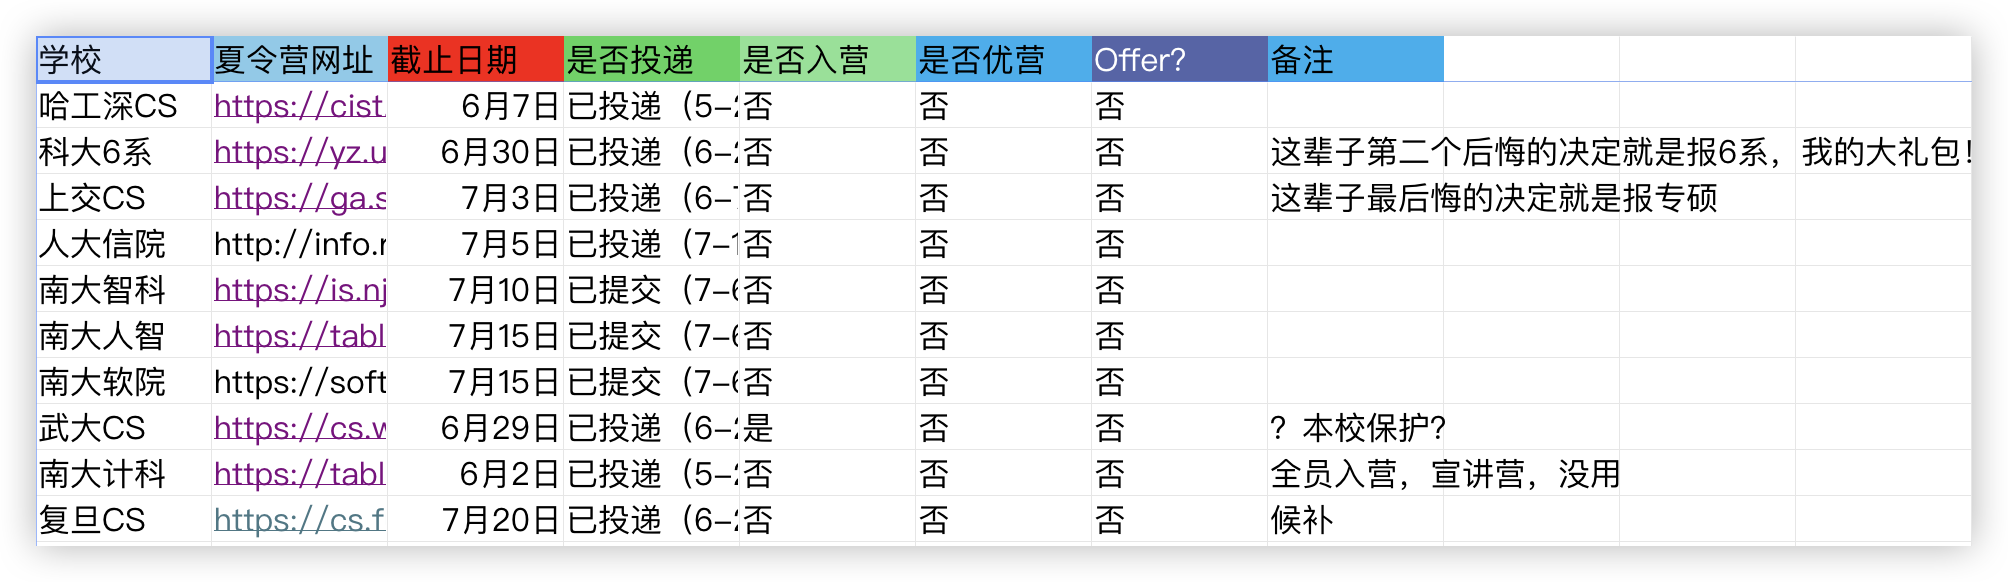 学校 夏令营网址 截止日期 是否投递 是否入营 是否优营 Offer? 备注
哈工深CS https://cist. 6月7日 已投递（5-2 否 否 否
科大6系 https://yz.u 6月30日 已投递（6-2 否 否 否 这辈子第二个后悔的决定就是报6系，我的大礼包！
上交CS https://ga.s 7月3日 已投递（6-7 否 否 否 这辈子最后悔的决定就是报专硕
人大信院 http://info.r 7月5日 已投递（7-1 否 否 否
南大智科 https://is.nj 7月10日 已提交（7-6 否 否 否
南大人智 https://tabl 7月15日 已提交（7-6 否 否 否
南大软院 https://soft 7月15日 已提交（7-6 否 否 否
武大CS https://cs.w 6月29日 已投递（6-2 是 否 否 ？本校保护？
南大计科 https://tabl 6月2日 已投递（5-2 否 否 否 全员入营，宣讲营，没用
复旦CS https://cs.f 7月20日 已投递（6-2 否 否 否 候补